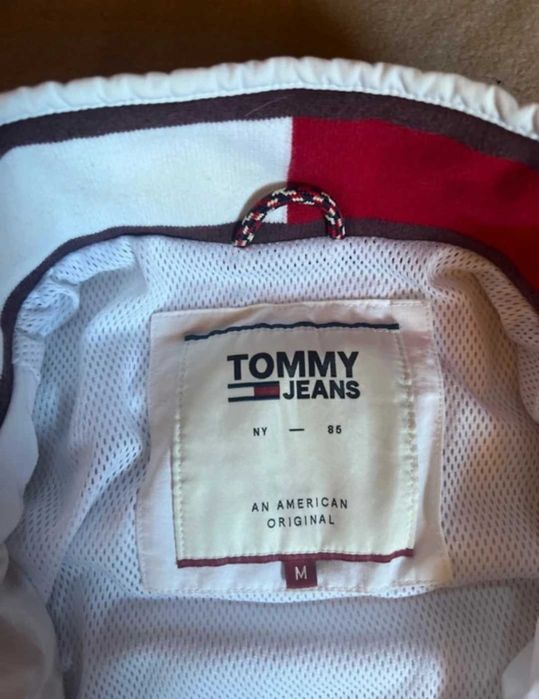 TOMMY
JEANS
NY — 85
AN AMERICAN
ORIGINAL
M